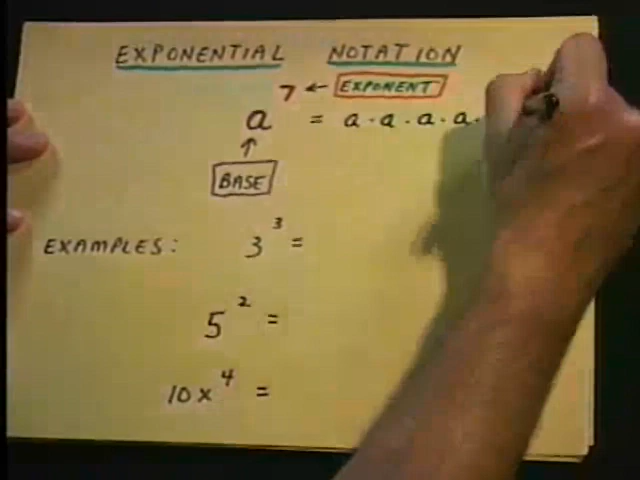 EXPONENTIAL NOTATION
7 ← EXPONENT
a = a · a · a · a ·
↑
BASE
EXAMPLES: 3³ =
5² =
10x⁴ =